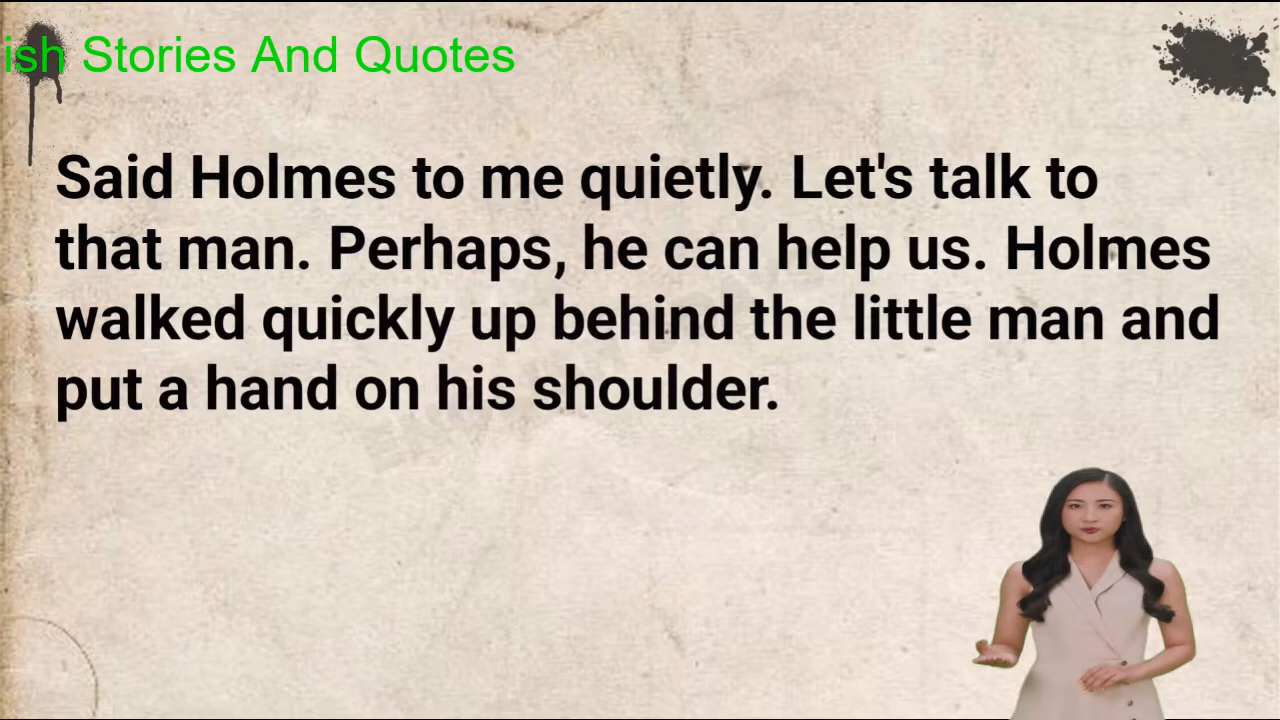 ish Stories And Quotes
Said Holmes to me quietly. Let's talk to
that man. Perhaps, he can help us. Holmes
walked quickly up behind the little man and
put a hand on his shoulder.